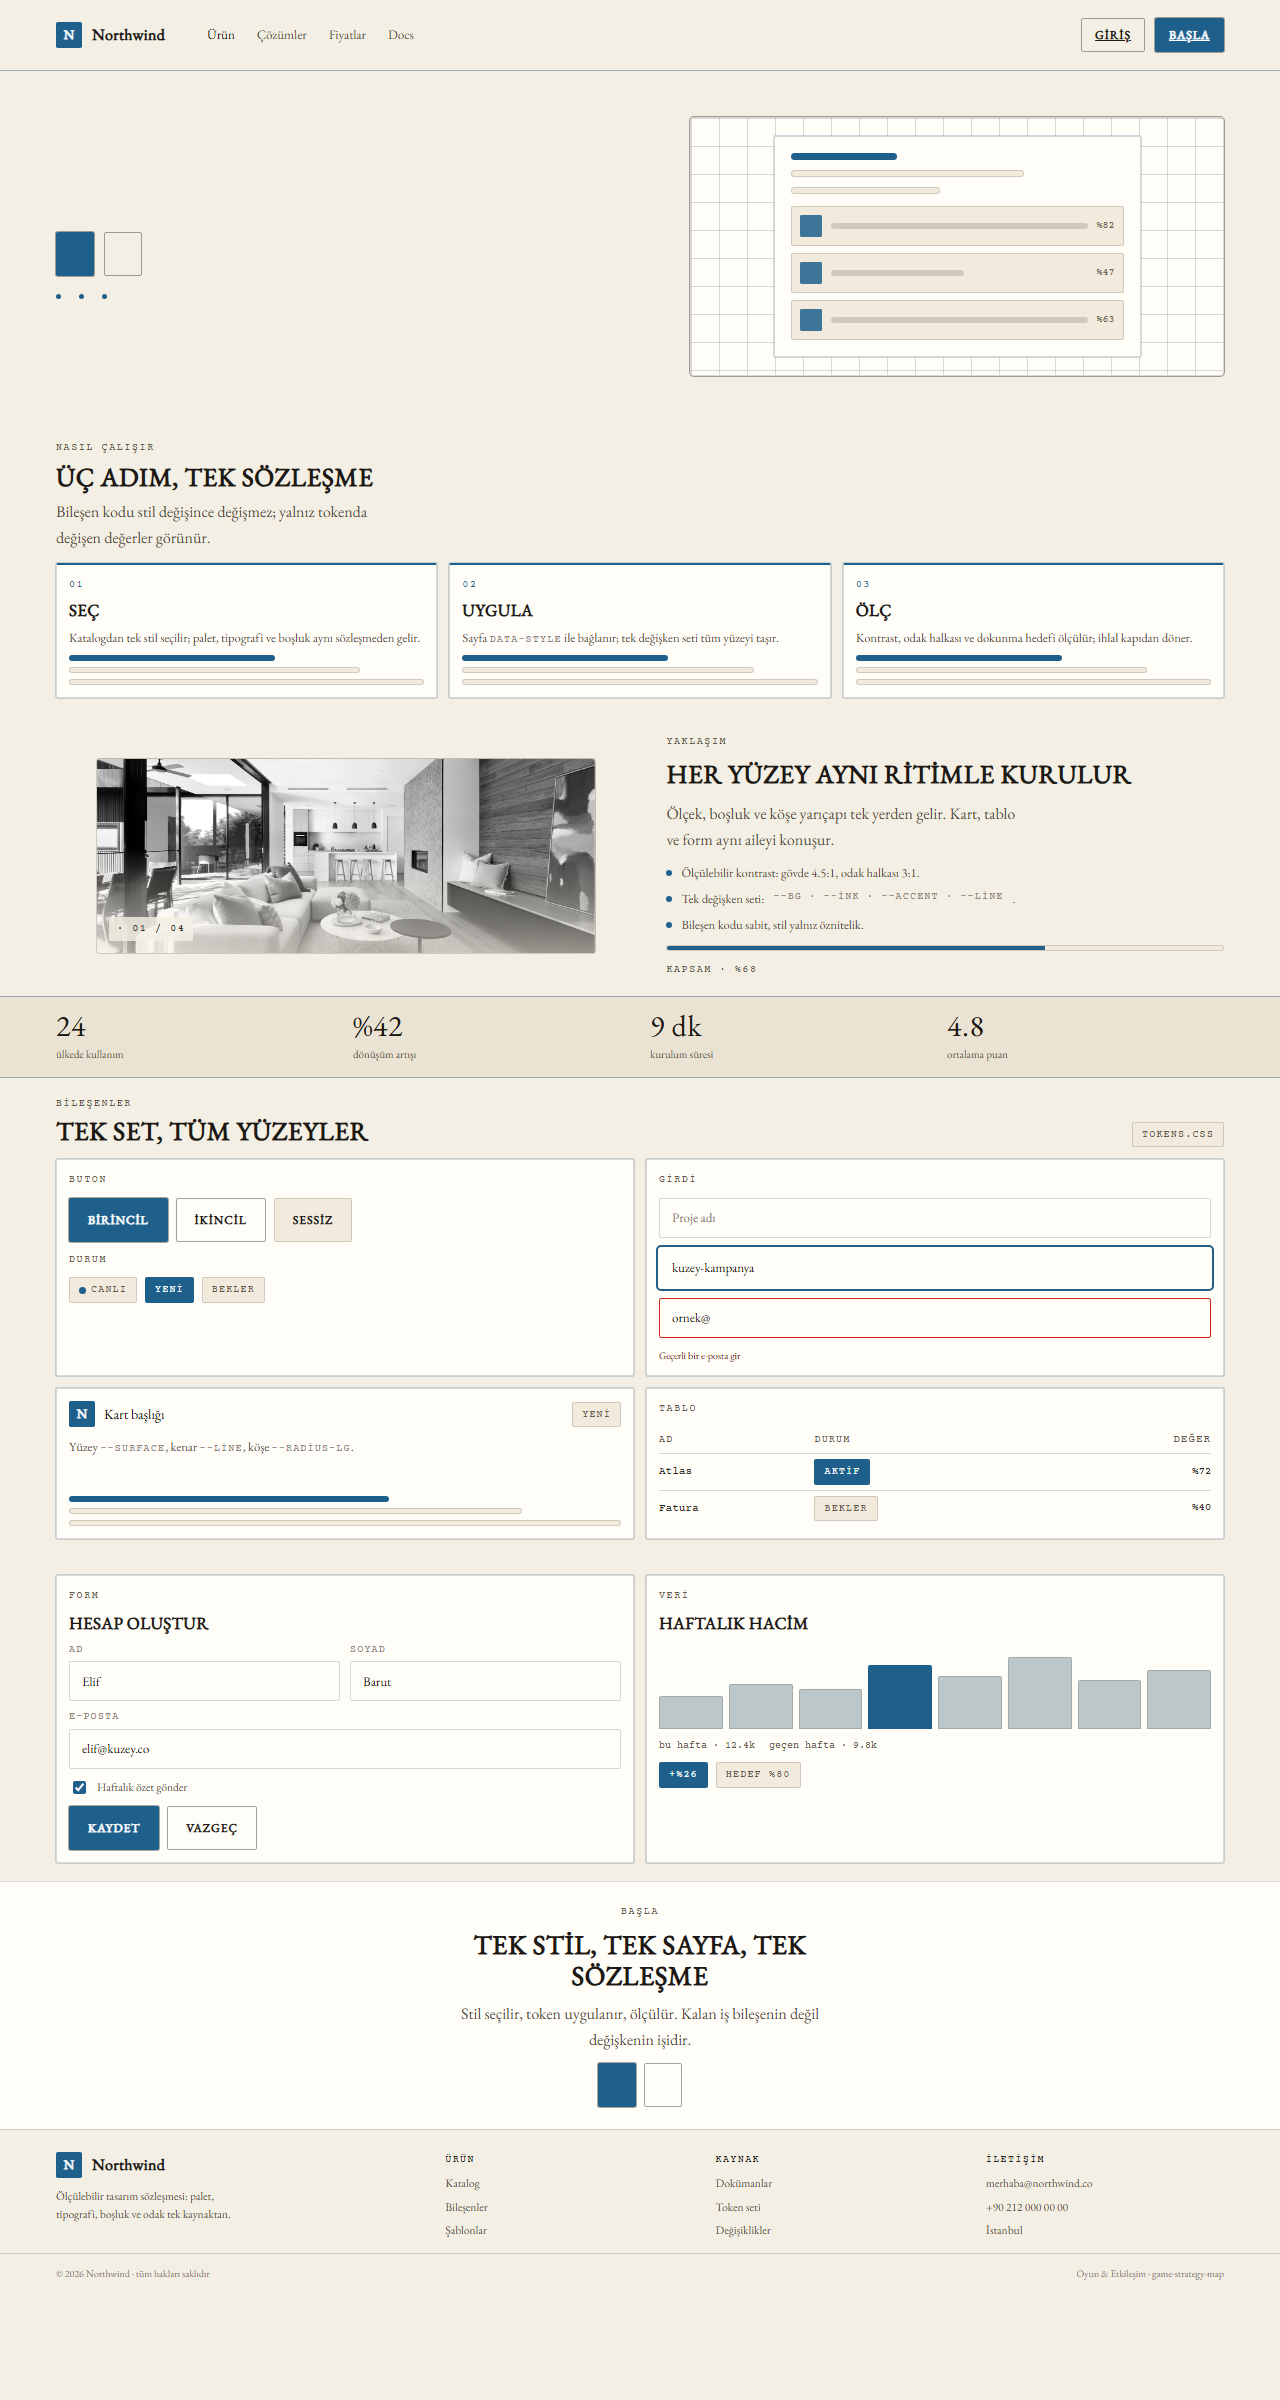 N Northwind Ürün Çözümler Fiyatlar Docs GİRİŞ BAŞLA
%82
%47
%63
NASIL ÇALIŞIR
ÜÇ ADIM, TEK SÖZLEŞME
Bileşen kodu stil değişince değişmez; yalnız tokenda
değişen değerler görünür.
01
SEÇ
Katalogdan tek stil seçilir; palet, tipografi ve boşluk aynı sözleşmeden gelir.
02
UYGULA
Sayfa DATA-STYLE ile bağlanır; tek değişken seti tüm yüzeyi taşır.
03
ÖLÇ
Kontrast, odak halkası ve dokunma hedefi ölçülür; ihlal kapıdan döner.
· 01 / 04
YAKLAŞIM
HER YÜZEY AYNI RİTİMLE KURULUR
Ölçek, boşluk ve köşe yarıçapı tek yerden gelir. Kart, tablo
ve form aynı aileyi konuşur.
Ölçülebilir kontrast: gövde 4.5:1, odak halkası 3:1.
Tek değişken seti: --BG · --İNK · --ACCENT · --LİNE .
Bileşen kodu sabit, stil yalnız öznitelik.
KAPSAM · %68
24
ülkede kullanım
%42
dönüşüm artışı
9 dk
kurulum süresi
4.8
ortalama puan
BİLEŞENLER
TEK SET, TÜM YÜZEYLER
TOKENS.CSS
BUTON
BİRİNCİL İKİNCİL SESSİZ
DURUM
CANLI YENİ BEKLER
GİRDİ
Proje adı
kuzey-kampanya
ornek@
Geçerli bir e-posta gir
N Kart başlığı YENİ
Yüzey --SURFACE, kenar --LİNE, köşe --RADİUS-LG.
TABLO
AD DURUM DEĞER
Atlas AKTİF %72
Fatura BEKLER %40
FORM
HESAP OLUŞTUR
AD SOYAD
Elif Barut
E-POSTA
elif@kuzey.co
Haftalık özet gönder
KAYDET VAZGEÇ
VERİ
HAFTALIK HACİM
bu hafta · 12.4k geçen hafta · 9.8k
+%26 HEDEF %80
BAŞLA
TEK STİL, TEK SAYFA, TEK
SÖZLEŞME
Stil seçilir, token uygulanır, ölçülür. Kalan iş bileşenin değil
değişkenin işidir.
N Northwind
Ölçülebilir tasarım sözleşmesi: palet,
tipografi, boşluk ve odak tek kaynaktan.
ÜRÜN
Katalog
Bileşenler
Şablonlar
KAYNAK
Dokümanlar
Token seti
Değişiklikler
İLETİŞİM
merhaba@northwind.co
+90 212 000 00 00
İstanbul
© 2026 Northwind · tüm hakları saklıdır
Oyun & Etkileşim · game-strategy-map